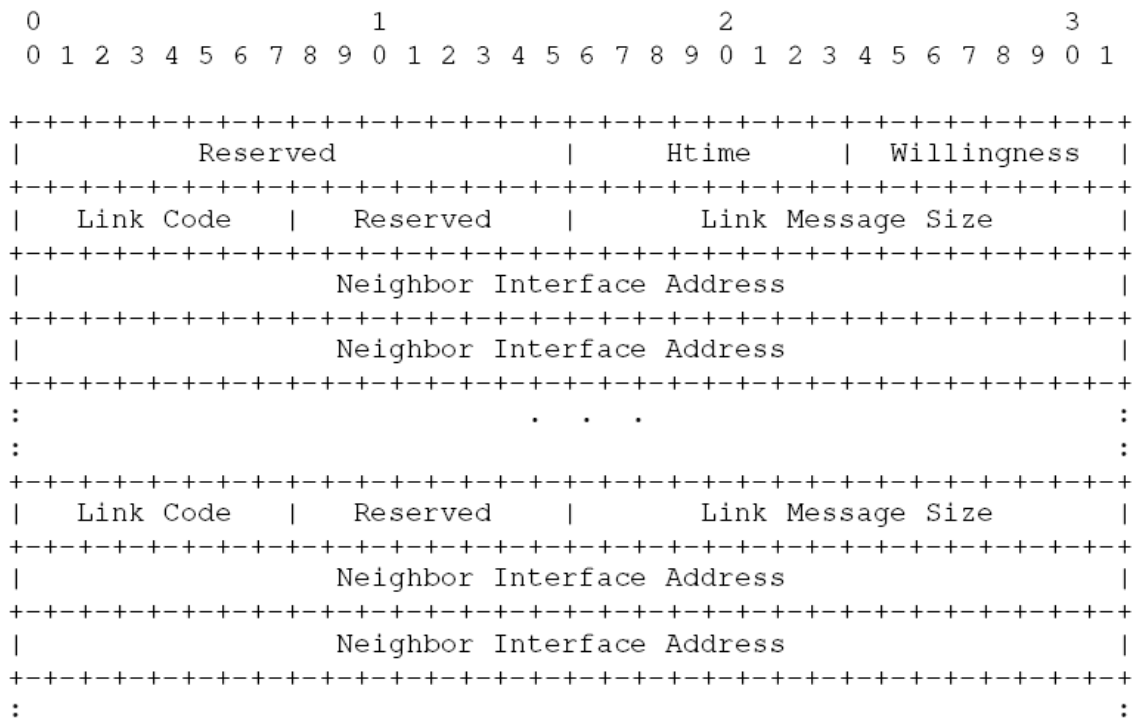 0                   1                   2                   3
 0 1 2 3 4 5 6 7 8 9 0 1 2 3 4 5 6 7 8 9 0 1 2 3 4 5 6 7 8 9 0 1
+-+-+-+-+-+-+-+-+-+-+-+-+-+-+-+-+-+-+-+-+-+-+-+-+-+-+-+-+-+-+-+-+
|          Reserved             |     Htime     |  Willingness  |
+-+-+-+-+-+-+-+-+-+-+-+-+-+-+-+-+-+-+-+-+-+-+-+-+-+-+-+-+-+-+-+-+
|   Link Code   |   Reserved    |       Link Message Size       |
+-+-+-+-+-+-+-+-+-+-+-+-+-+-+-+-+-+-+-+-+-+-+-+-+-+-+-+-+-+-+-+-+
|                  Neighbor Interface Address                   |
+-+-+-+-+-+-+-+-+-+-+-+-+-+-+-+-+-+-+-+-+-+-+-+-+-+-+-+-+-+-+-+-+
|                  Neighbor Interface Address                   |
+-+-+-+-+-+-+-+-+-+-+-+-+-+-+-+-+-+-+-+-+-+-+-+-+-+-+-+-+-+-+-+-+
:                             .  .  .                           :
:                                                               :
+-+-+-+-+-+-+-+-+-+-+-+-+-+-+-+-+-+-+-+-+-+-+-+-+-+-+-+-+-+-+-+-+
|   Link Code   |   Reserved    |       Link Message Size       |
+-+-+-+-+-+-+-+-+-+-+-+-+-+-+-+-+-+-+-+-+-+-+-+-+-+-+-+-+-+-+-+-+
|                  Neighbor Interface Address                   |
+-+-+-+-+-+-+-+-+-+-+-+-+-+-+-+-+-+-+-+-+-+-+-+-+-+-+-+-+-+-+-+-+
|                  Neighbor Interface Address                   |
+-+-+-+-+-+-+-+-+-+-+-+-+-+-+-+-+-+-+-+-+-+-+-+-+-+-+-+-+-+-+-+-+
:                                                               :